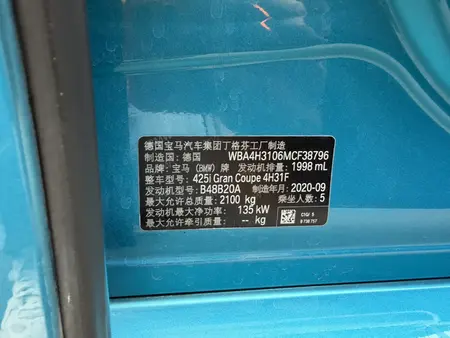 德国宝马汽车集团丁格芬工厂制造
制造国：德国 WBA4H3106MCF38796
品牌：宝马 (BMW) 牌 发动机排量：1998 mL
425i Gran Coupe 4H31F
发动机型号：B48B20A 制造年月：2020-09
最大允许总质量：2100 kg 乘坐人数：5
发动机最大净功率：135 kW
最大允许牵引质量：-- kg